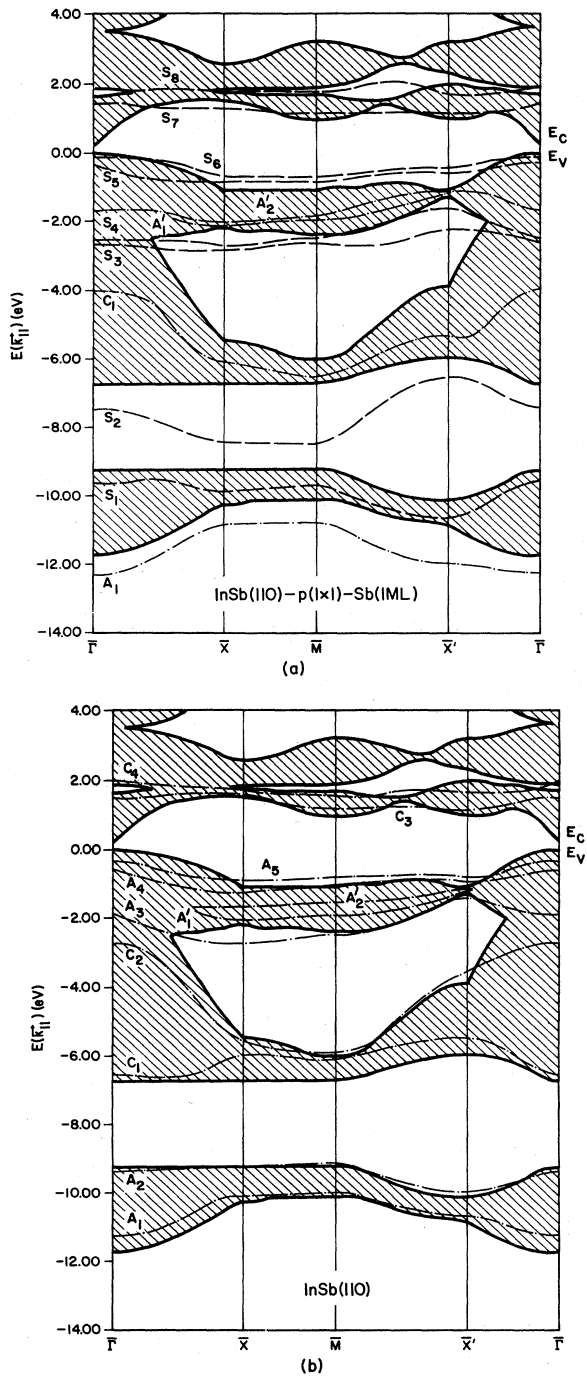 4.00
2.00
0.00
-2.00
-4.00
-6.00
-8.00
-10.00
-12.00
-14.00
E(k⃗||) (eV)
S8
S7
S6
S5
A'2
A'1
S4
S3
C1
S2
S1
A1
EC
EV
InSb(110)-p(1×1)-Sb(1ML)
Γ̄ X̄ M̄ X̄' Γ̄
(a)
4.00
2.00
0.00
-2.00
-4.00
-6.00
-8.00
-10.00
-12.00
-14.00
E(k⃗||) (eV)
C4
C3
A5
A4
A'2
A3
A'1
C2
C1
A2
A1
EC
EV
InSb(110)
Γ̄ X̄ M̄ X̄' Γ̄
(b)